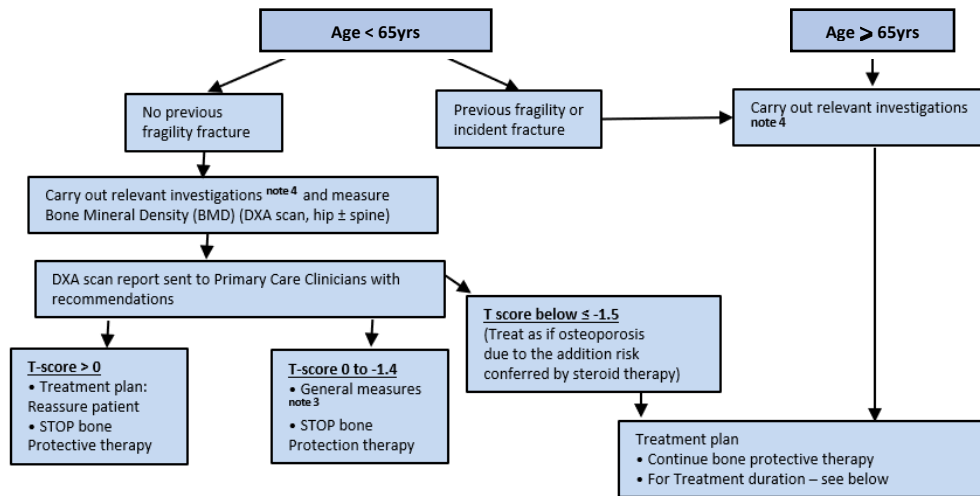 Age < 65yrs
Age ⩾ 65yrs
No previous
fragility fracture
Previous fragility or
incident fracture
Carry out relevant investigations
note 4
Carry out relevant investigations note 4 and measure
Bone Mineral Density (BMD) (DXA scan, hip ± spine)
DXA scan report sent to Primary Care Clinicians with
recommendations
T score below ≤ -1.5
(Treat as if osteoporosis
due to the addition risk
conferred by steroid therapy)
T-score > 0
• Treatment plan:
Reassure patient
• STOP bone
Protective therapy
T-score 0 to -1.4
• General measures
note 3
• STOP bone
Protection therapy
Treatment plan
• Continue bone protective therapy
• For Treatment duration – see below